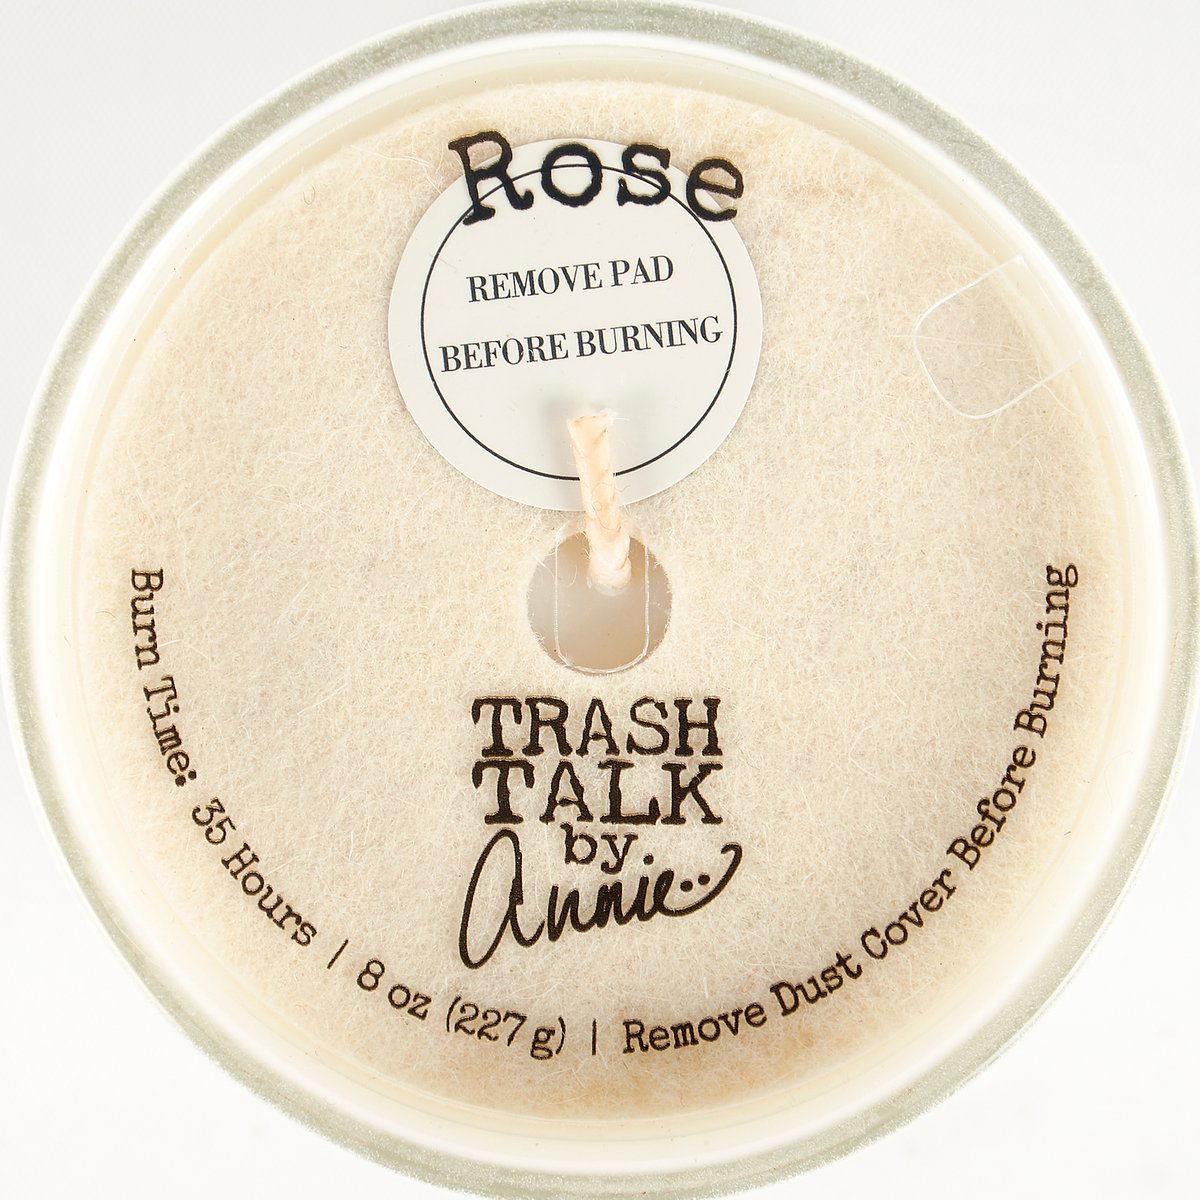 Rose
REMOVE PAD
BEFORE BURNING
TRASH
TALK
by
Annie
Burn Time: 35 Hours | 8 oz (227 g) | Remove Dust Cover Before Burning